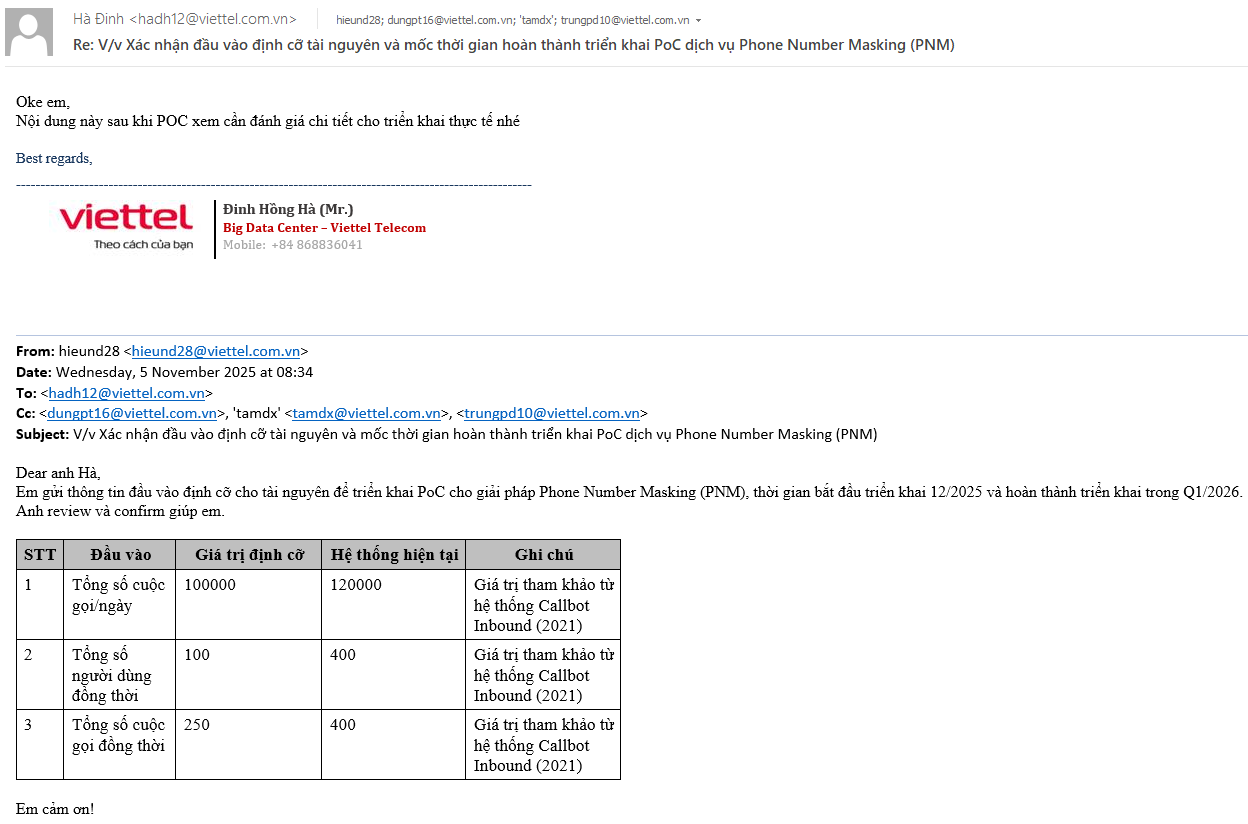 Hà Đinh <hadh12@viettel.com.vn> hieund28; dungpt16@viettel.com.vn; 'tamdx'; trungpd10@viettel.com.vn
Re: V/v Xác nhận đầu vào định cỡ tài nguyên và mốc thời gian hoàn thành triển khai PoC dịch vụ Phone Number Masking (PNM)
Oke em,
Nội dung này sau khi POC xem cần đánh giá chi tiết cho triển khai thực tế nhé
Best regards,
-----------------------------------------------------------------------------------------------------------
viettel
Theo cách của bạn
Đinh Hồng Hà (Mr.)
Big Data Center – Viettel Telecom
Mobile: +84 868836041
From: hieund28 <hieund28@viettel.com.vn>
Date: Wednesday, 5 November 2025 at 08:34
To: <hadh12@viettel.com.vn>
Cc: <dungpt16@viettel.com.vn>, 'tamdx' <tamdx@viettel.com.vn>, <trungpd10@viettel.com.vn>
Subject: V/v Xác nhận đầu vào định cỡ tài nguyên và mốc thời gian hoàn thành triển khai PoC dịch vụ Phone Number Masking (PNM)
Dear anh Hà,
Em gửi thông tin đầu vào định cỡ cho tài nguyên để triển khai PoC cho giải pháp Phone Number Masking (PNM), thời gian bắt đầu triển khai 12/2025 và hoàn thành triển khai trong Q1/2026.
Anh review và confirm giúp em.
STT Đầu vào Giá trị định cỡ Hệ thống hiện tại Ghi chú
1 Tổng số cuộc 100000 120000 Giá trị tham khảo từ
gọi/ngày hệ thống Callbot
Inbound (2021)
2 Tổng số 100 400 Giá trị tham khảo từ
người dùng hệ thống Callbot
đồng thời Inbound (2021)
3 Tổng số cuộc 250 400 Giá trị tham khảo từ
gọi đồng thời hệ thống Callbot
Inbound (2021)
Em cảm ơn!